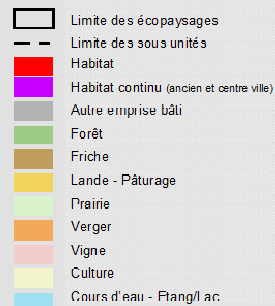 Limite des écopaysages
Limite des sous unités
Habitat
Habitat continu (ancien et centre ville)
Autre emprise bâti
Forêt
Friche
Lande - Pâturage
Prairie
Verger
Vigne
Culture
Cours d'eau - Etang/Lac